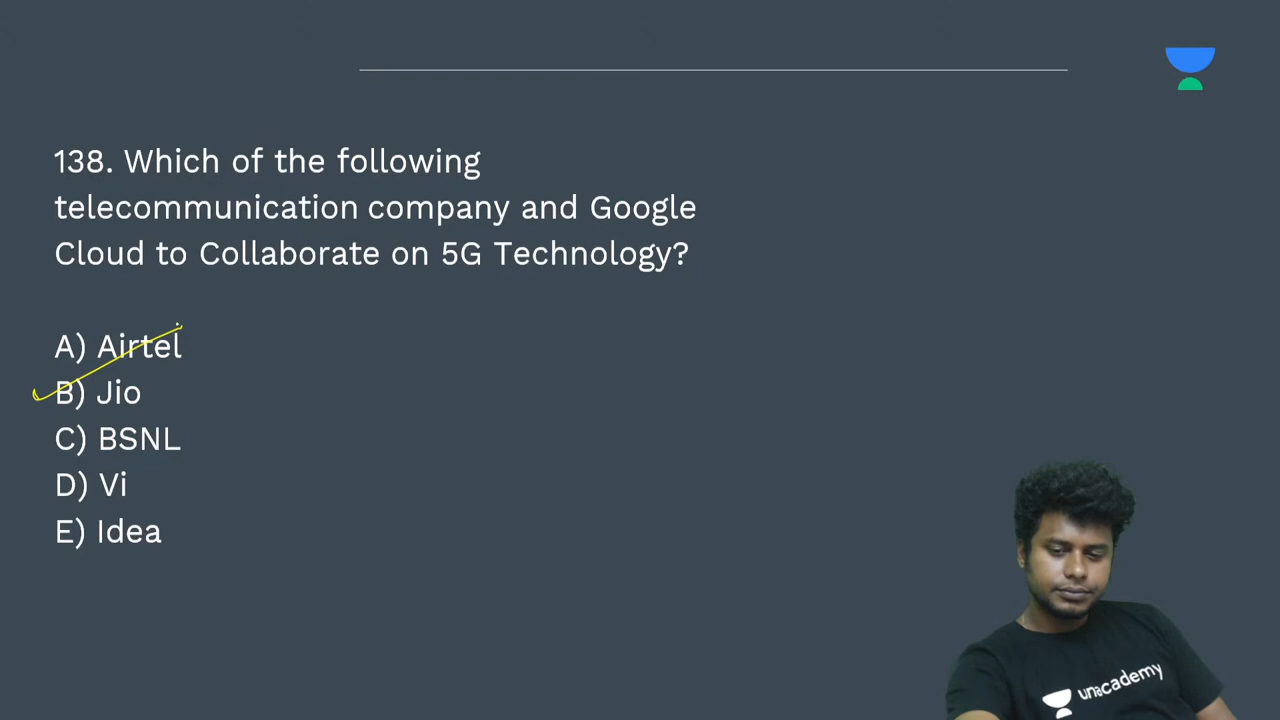 138. Which of the following
telecommunication company and Google
Cloud to Collaborate on 5G Technology?
A) Airtel
B) Jio
C) BSNL
D) Vi
E) Idea
unacademy